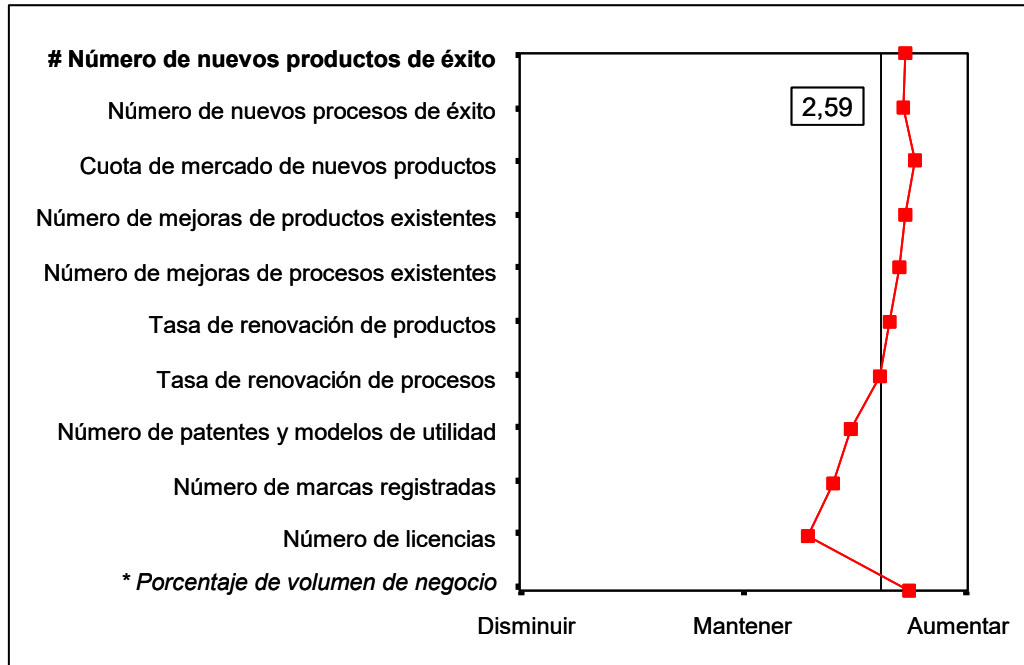 # Número de nuevos productos de éxito
2,59
Número de nuevos procesos de éxito
Cuota de mercado de nuevos productos
Número de mejoras de productos existentes
Número de mejoras de procesos existentes
Tasa de renovación de productos
Tasa de renovación de procesos
Número de patentes y modelos de utilidad
Número de marcas registradas
Número de licencias
* Porcentaje de volumen de negocio
Disminuir Mantener Aumentar